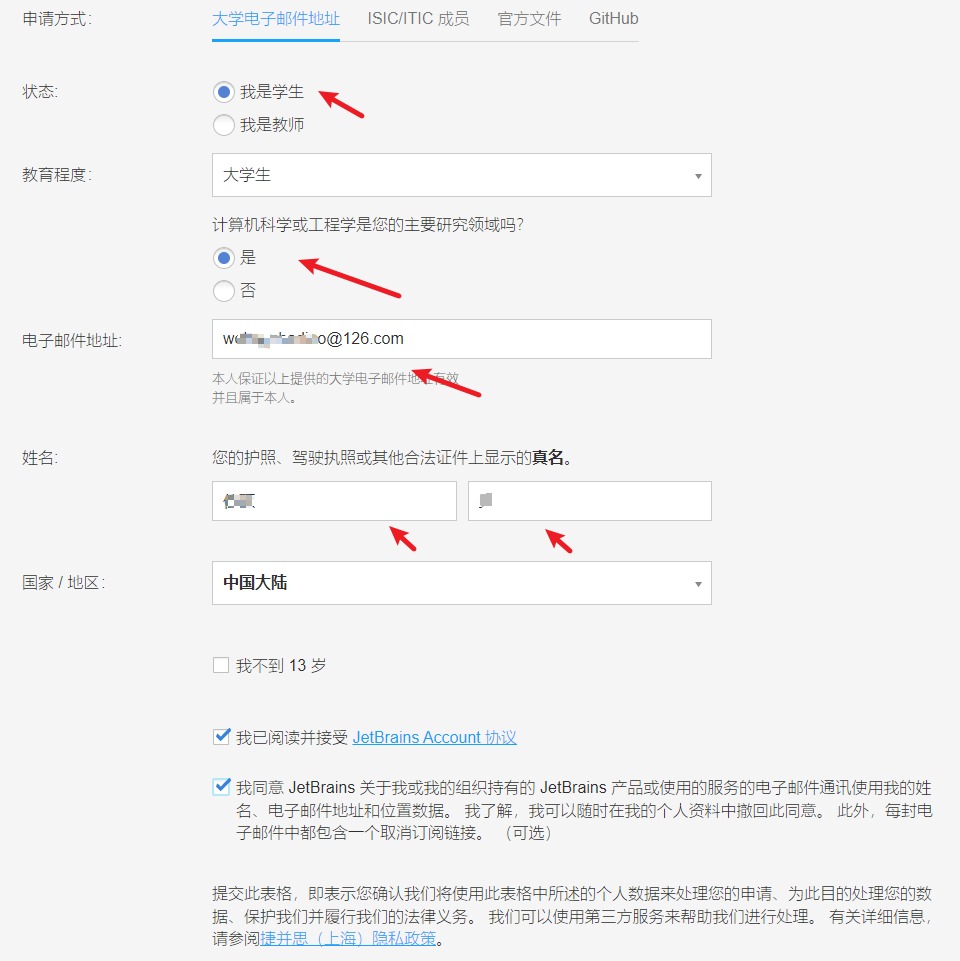 申请方式:
大学电子邮件地址 ISIC/ITIC 成员 官方文件 GitHub
状态:
我是学生
我是教师
教育程度:
大学生
计算机科学或工程学是您的主要研究领域吗?
是
否
电子邮件地址:
o@126.com
本人保证以上提供的大学电子邮件地址有效
并且属于本人。
姓名:
您的护照、驾驶执照或其他合法证件上显示的真名。
国家 / 地区:
中国大陆
我不到 13 岁
我已阅读并接受 JetBrains Account 协议
我同意 JetBrains 关于我或我的组织持有的 JetBrains 产品或使用的服务的电子邮件通讯使用我的姓
名、电子邮件地址和位置数据。 我了解，我可以随时在我的个人资料中撤回此同意。 此外，每封电
子邮件中都包含一个取消订阅链接。 （可选）
提交此表格，即表示您确认我们将使用此表格中所述的个人数据来处理您的申请、为此目的处理您的数
据、保护我们并履行我们的法律义务。 我们可以使用第三方服务来帮助我们进行处理。 有关详细信息，
请参阅捷并思（上海）隐私政策。